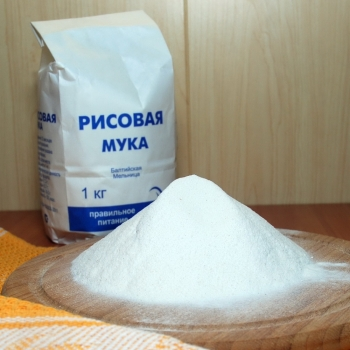 РИСОВАЯ
МУКА
Балтийская
Мельница
1 кг
правильное
питание